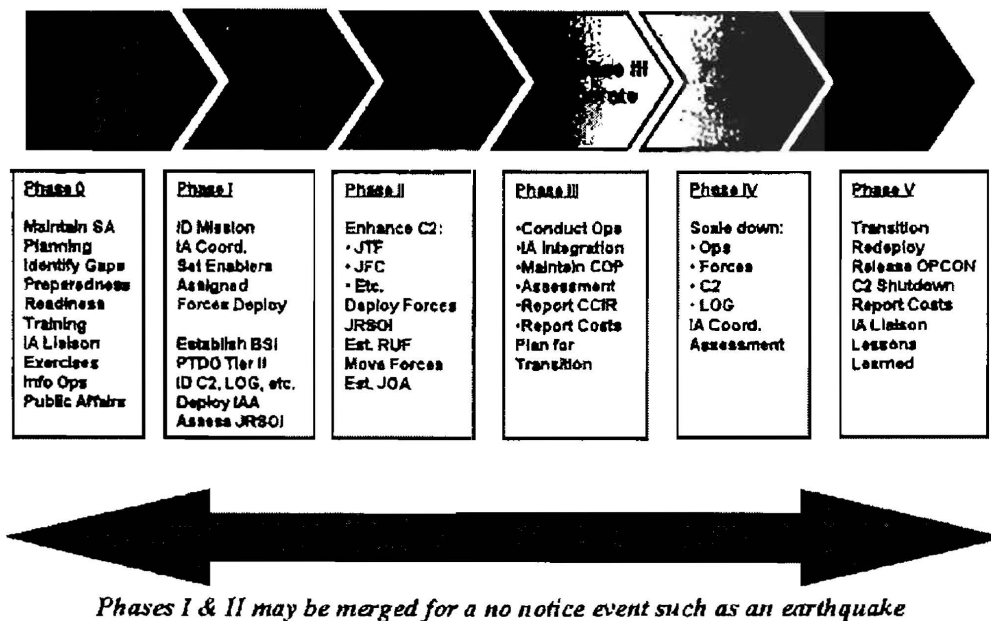 III
Phase 0
Maintain SA
Planning
Identify Gaps
Preparedness
Readiness
Training
IA Liaison
Exercises
Info Ops
Public Affairs
Phase I
ID Mission
IA Coord.
Set Enablers
Assigned
Forces Deploy
Establish BSI
PTDO Tier II
ID C2, LOG, etc.
Deploy IAA
Assess JRSOI
Phase II
Enhance C2:
• JTF
• JFC
• Etc.
Deploy Forces
JRSOI
Est. RUF
Move Forces
Est. JOA
Phase III
•Conduct Ops
•IA Integration
•Maintain COP
•Assessment
•Report CCIR
•Report Costs
Plan for
Transition
Phase IV
Scale down:
• Ops
• Forces
• C2
• LOG
IA Coord.
Assessment
Phase V
Transition
Redeploy
Release OPCON
C2 Shutdown
Report Costs
IA Liaison
Lessons
Learned
Phases I & II may be merged for a no notice event such as an earthquake